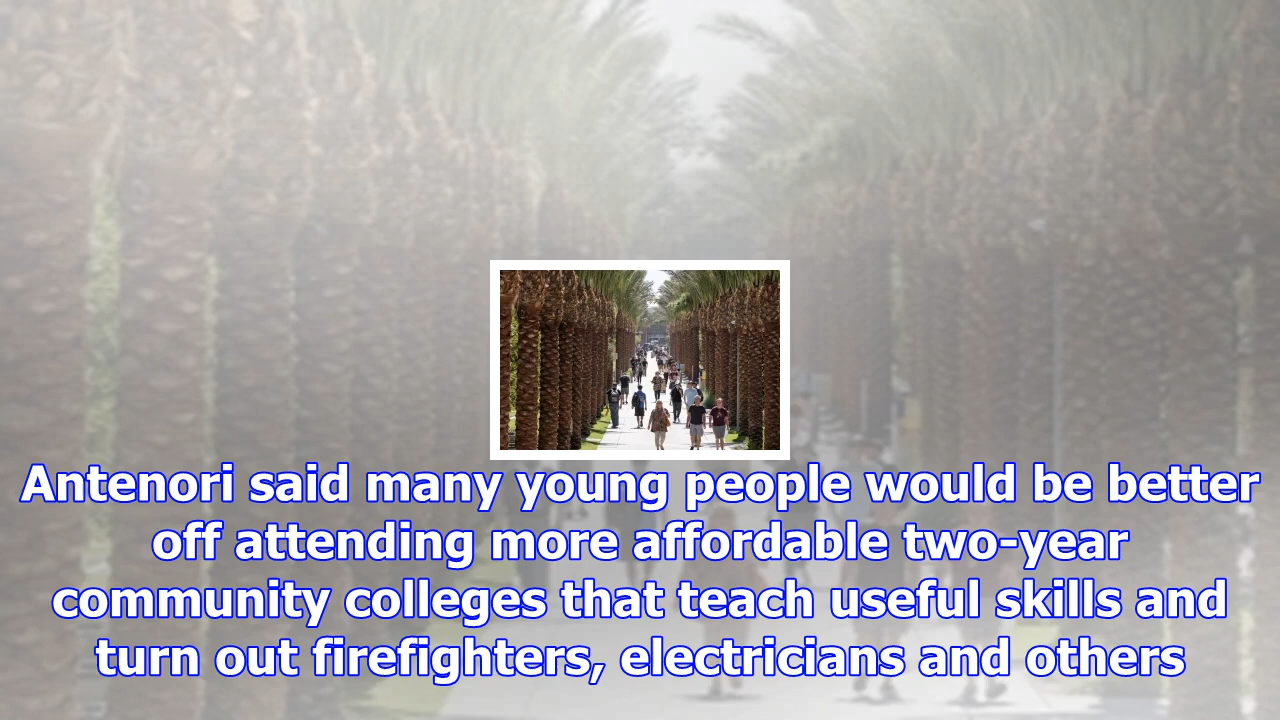 Antenori said many young people would be better
off attending more affordable two-year
community colleges that teach useful skills and
turn out firefighters, electricians and others